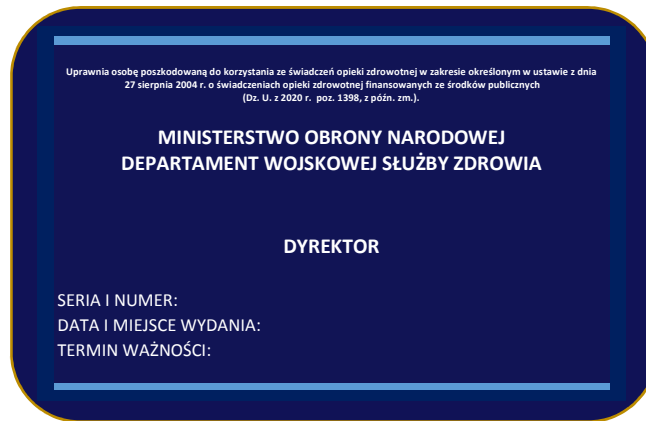 Uprawnia osobę poszkodowaną do korzystania ze świadczeń opieki zdrowotnej w zakresie określonym w ustawie z dnia
27 sierpnia 2004 r. o świadczeniach opieki zdrowotnej finansowanych ze środków publicznych
(Dz. U. z 2020 r. poz. 1398, z późn. zm.).
MINISTERSTWO OBRONY NARODOWEJ
DEPARTAMENT WOJSKOWEJ SŁUŻBY ZDROWIA
DYREKTOR
SERIA I NUMER:
DATA I MIEJSCE WYDANIA:
TERMIN WAŻNOŚCI: